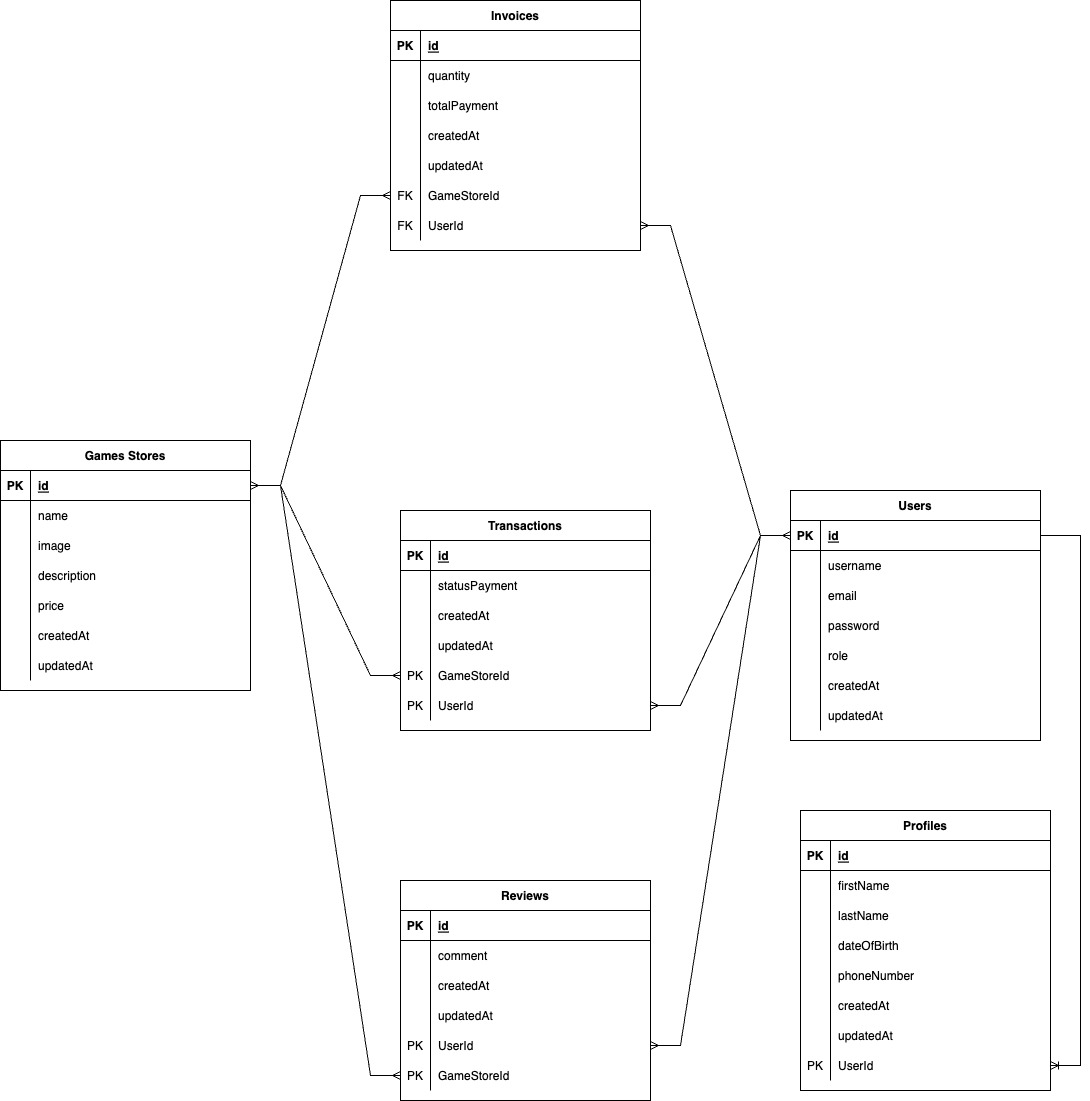 Invoices
PK id
quantity
totalPayment
createdAt
updatedAt
FK GameStoreId
FK UserId
Games Stores
PK id
name
image
description
price
createdAt
updatedAt
Transactions
PK id
statusPayment
createdAt
updatedAt
PK GameStoreId
PK UserId
Users
PK id
username
email
password
role
createdAt
updatedAt
Reviews
PK id
comment
createdAt
updatedAt
PK UserId
PK GameStoreId
Profiles
PK id
firstName
lastName
dateOfBirth
phoneNumber
createdAt
updatedAt
PK UserId